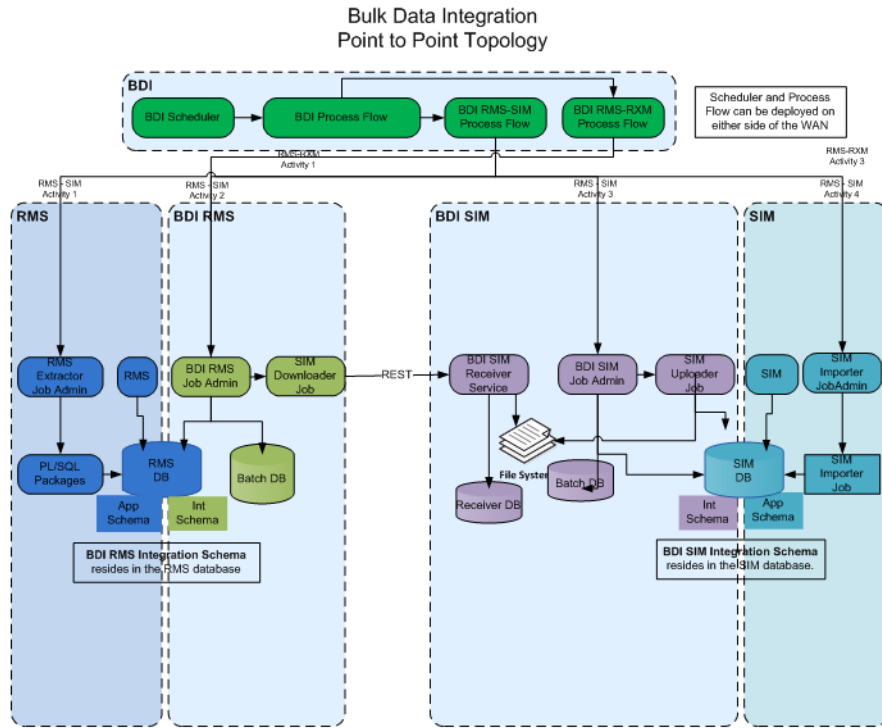 Bulk Data Integration
Point to Point Topology
BDI
BDI Scheduler
BDI Process Flow
BDI RMS-SIM
Process Flow
BDI RMS-RXM
Process Flow
Scheduler and Process
Flow can be deployed on
either side of the WAN
RMS-RXM
Activity 1
RMS-RXM
Activity 3
RMS - SIM
Activity 1
RMS - SIM
Activity 2
RMS - SIM
Activity 3
RMS - SIM
Activity 4
RMS
BDI RMS
BDI SIM
SIM
RMS
Extractor
Job Admin
RMS
BDI RMS
Job Admin
SIM
Downloader
Job
REST
BDI SIM
Receiver
Service
BDI SIM
Job Admin
SIM
Uploader
Job
SIM
SIM
Importer
JobAdmin
PL/SQL
Packages
RMS
DB
Batch DB
File System
Receiver DB
Batch DB
SIM
DB
SIM
Importer
Job
App
Schema
Int
Schema
Int
Schema
App
Schema
BDI RMS Integration Schema
resides in the RMS database
BDI SIM Integration Schema
resides in the SIM database.